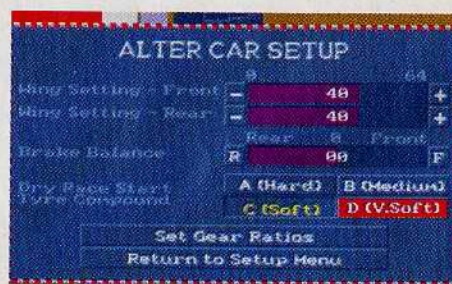 ALTER CAR SETUP
0 64
Wing Setting - Front - 40 +
Wing Setting - Rear - 40 +
Rear 0 Front
Brake Balance R 00 F
Dry Race Start A (Hard) B (Medium)
Tyre Compound C (Soft) D (V.Soft)
Set Gear Ratios
Return to Setup Menu